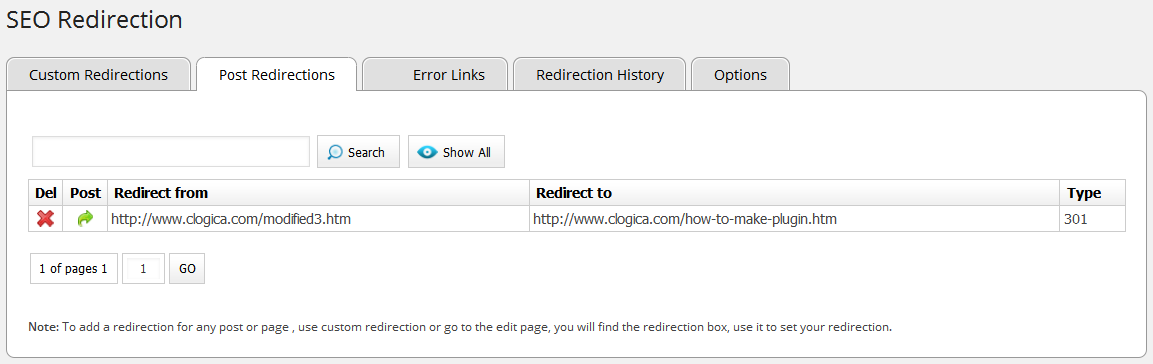 SEO Redirection
Custom Redirections Post Redirections Error Links Redirection History Options
Search Show All
Del Post Redirect from Redirect to Type
http://www.clogica.com/modified3.htm http://www.clogica.com/how-to-make-plugin.htm 301
1 of pages 1 1 GO
Note: To add a redirection for any post or page , use custom redirection or go to the edit page, you will find the redirection box, use it to set your redirection.